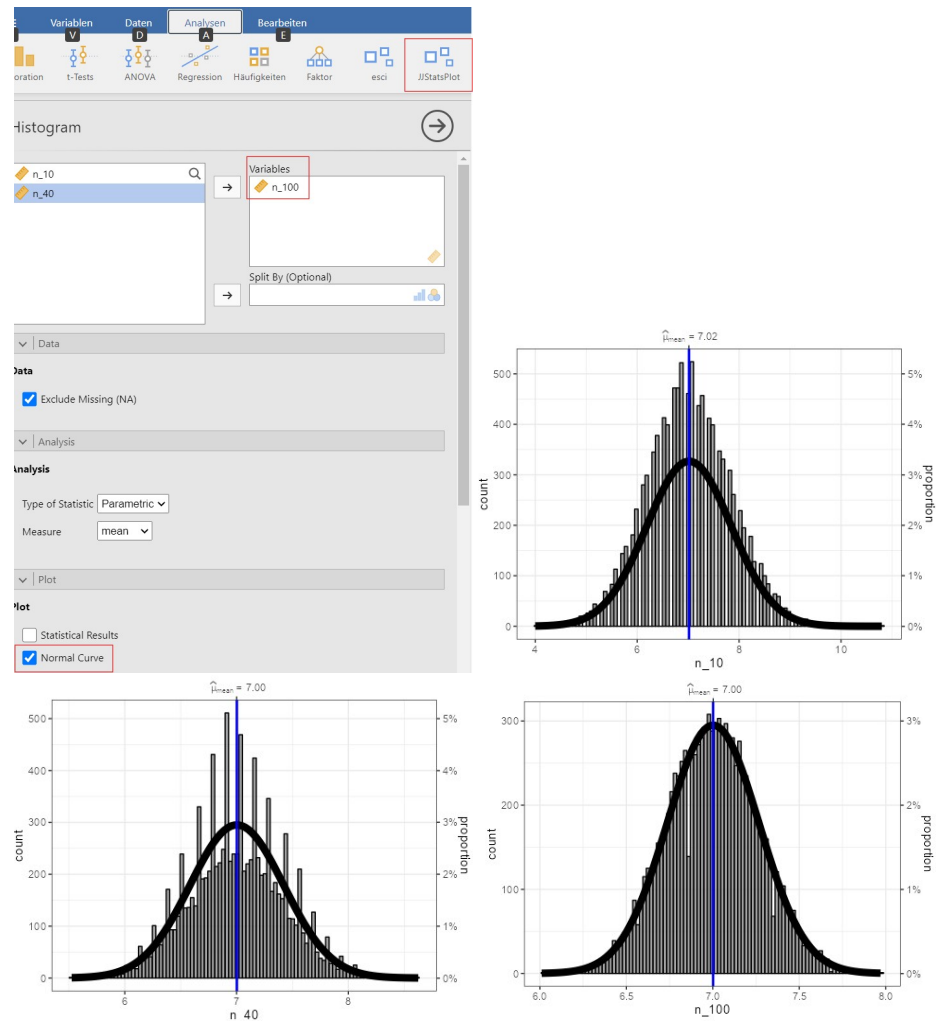 Variablen Daten Analysen Bearbeiten
V D A E
oration t-Tests ANOVA Regression Häufigkeiten Faktor esci JJStatsPlot
Histogram
n_10
n_40
Variables
n_100
Split By (Optional)
Data
Data
Exclude Missing (NA)
Analysis
Analysis
Type of Statistic Parametric
Measure mean
Plot
Plot
Statistical Results
Normal Curve
μ̂mean = 7.02
500
400
300
200
100
0
count
5%
4%
3%
2%
1%
0%
proportion
4 6 8 10
n_10
μ̂mean = 7.00
500
400
300
200
100
0
count
5%
4%
3%
2%
1%
0%
proportion
6 7 8
n_40
μ̂mean = 7.00
300
200
100
0
count
3%
2%
1%
0%
proportion
6.0 6.5 7.0 7.5 8.0
n_100